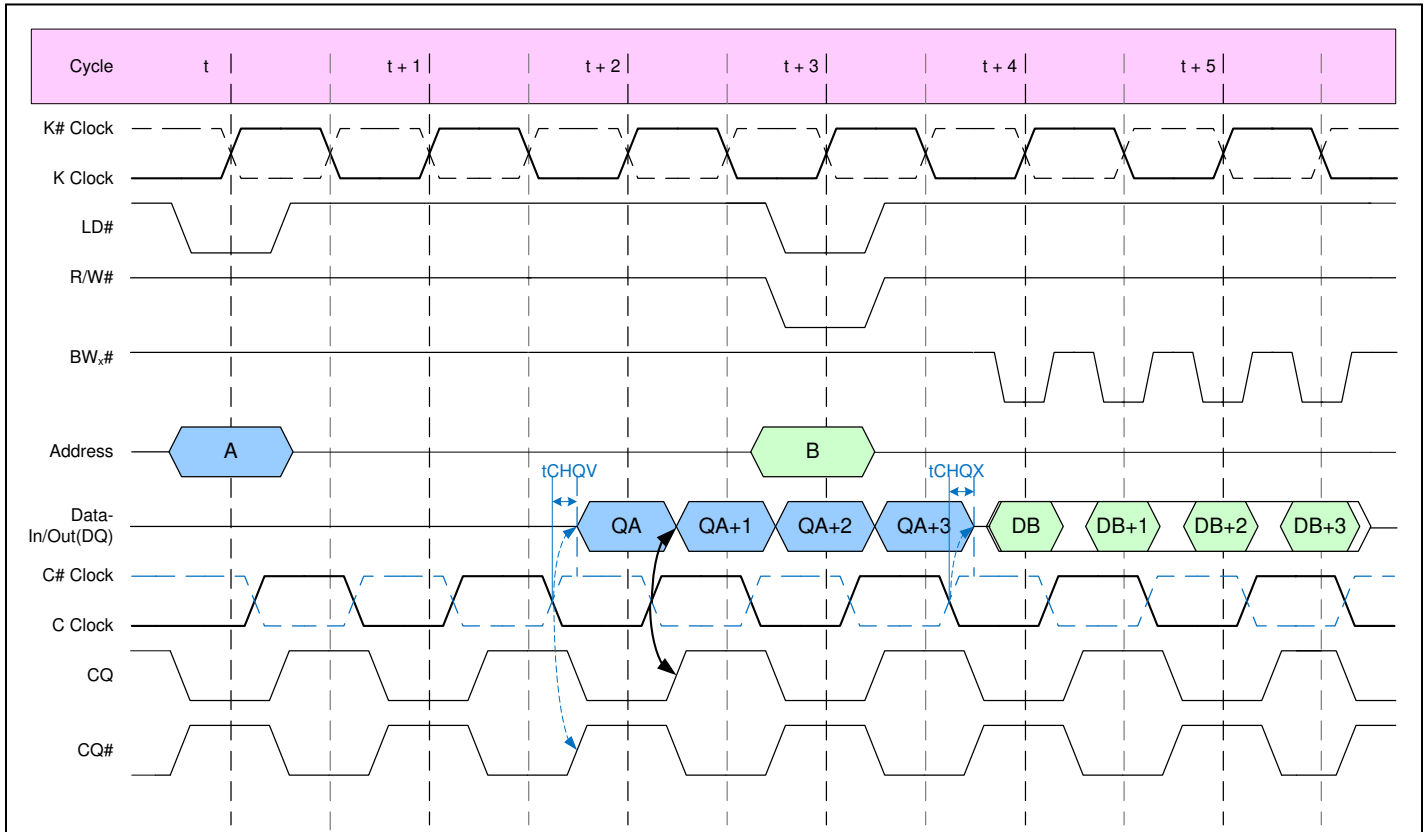 Cycle t t + 1 t + 2 t + 3 t + 4 t + 5
K# Clock
K Clock
LD#
R/W#
BWx#
Address A B
tCHQV tCHQX
Data-
In/Out(DQ) QA QA+1 QA+2 QA+3 DB DB+1 DB+2 DB+3
C# Clock
C Clock
CQ
CQ#